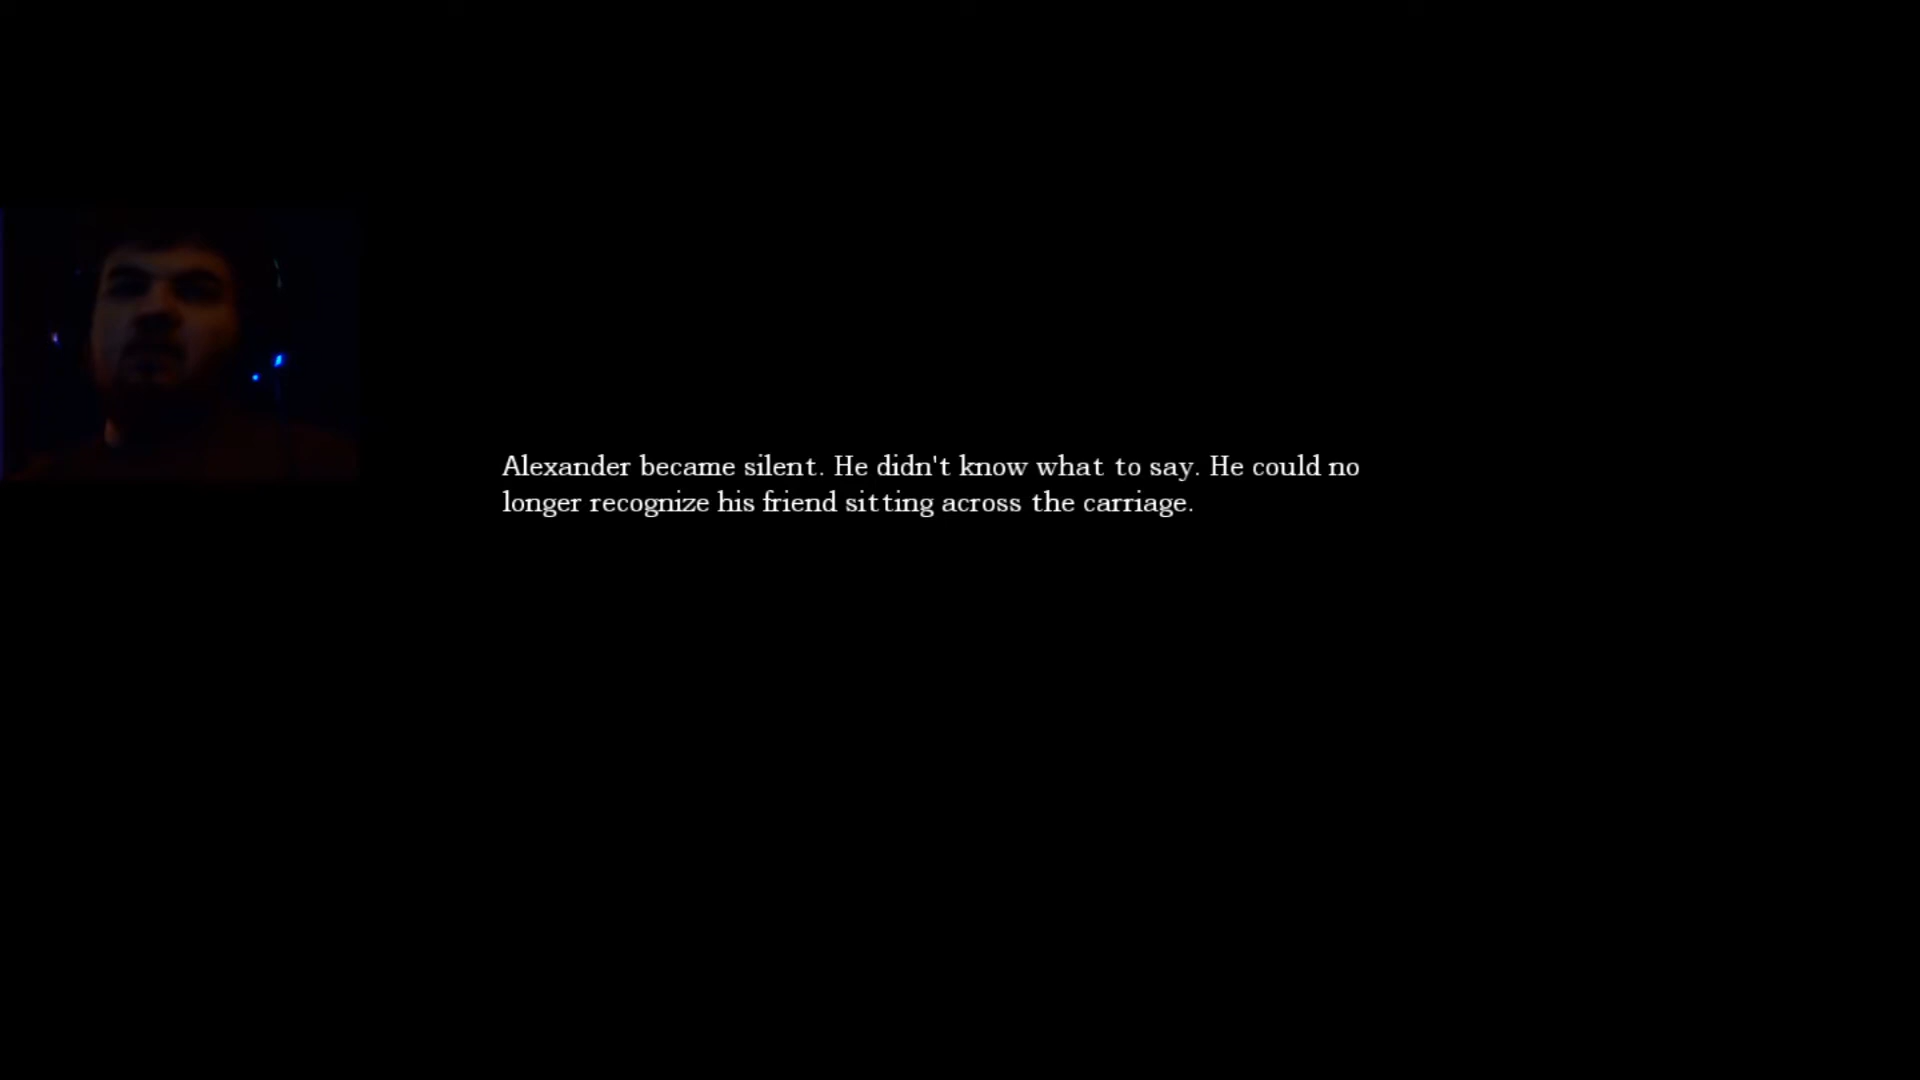 Alexander became silent. He didn't know what to say. He could no
longer recognize his friend sitting across the carriage.